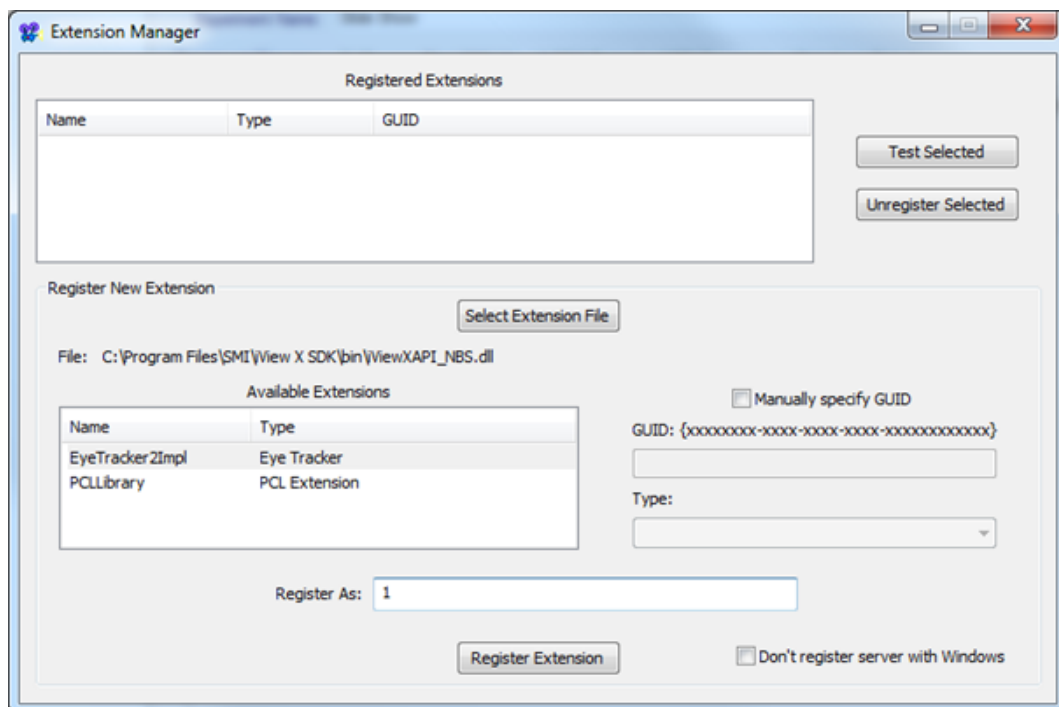 Extension Manager
Registered Extensions
Name Type GUID
Test Selected
Unregister Selected
Register New Extension
Select Extension File
File: C:\Program Files\SMI\iView X SDK\bin\iViewXAPI_NBS.dll
Available Extensions
Manually specify GUID
Name Type
GUID: {xxxxxxxx-xxxx-xxxx-xxxx-xxxxxxxxxxxx}
EyeTracker2Impl Eye Tracker
PCLLibrary PCL Extension
Type:
Register As: 1
Register Extension
Don't register server with Windows